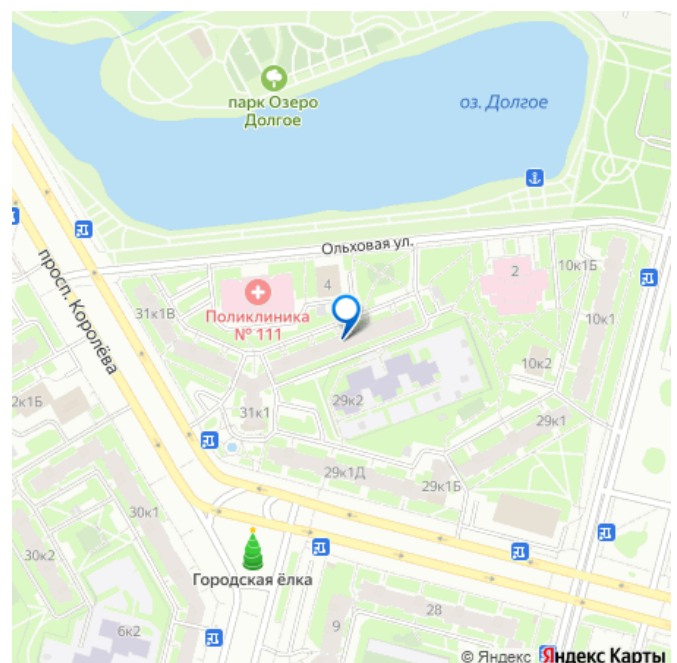 парк Озеро
Долгое
оз. Долгое
Ольховая ул.
просп. Королёва
2
10к1Б
4
31к1В
Поликлиника
№ 111
10к1
10к2
2к1Б
29к2
31к1
29к1
29к1Д
29к1Б
30к1
30к2
Городская ёлка
28
9
6к2
© Яндекс Яндекс Карты